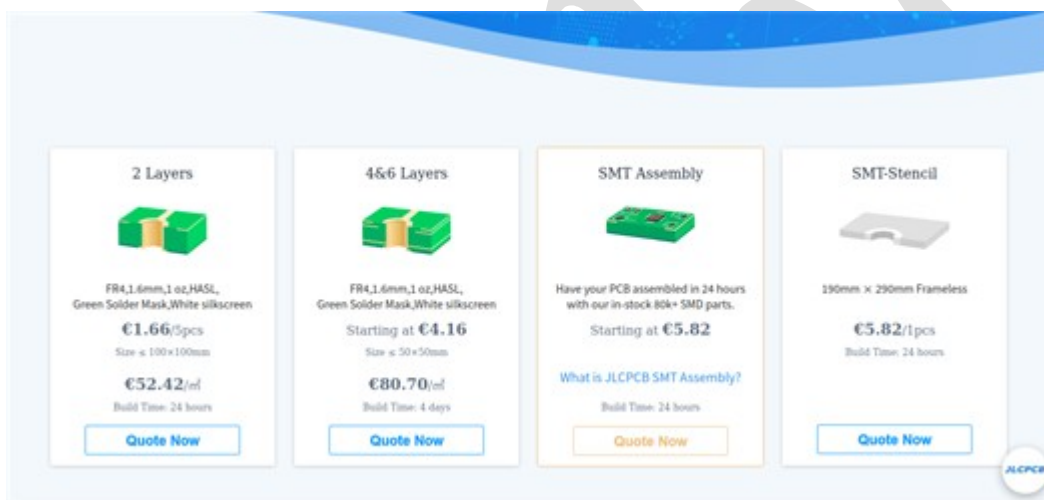 2 Layers
FR4,1.6mm,1 oz,HASL,
Green Solder Mask,White silkscreen
€1.66/5pcs
Size ≤ 100×100mm
€52.42/㎡
Build Time: 24 hours
Quote Now
4&6 Layers
FR4,1.6mm,1 oz,HASL,
Green Solder Mask,White silkscreen
Starting at €4.16
Size ≤ 50×50mm
€80.70/㎡
Build Time: 4 days
Quote Now
SMT Assembly
Have your PCB assembled in 24 hours
with our in-stock 80k+ SMD parts.
Starting at €5.82
What is JLCPCB SMT Assembly?
Build Time: 24 hours
Quote Now
SMT-Stencil
190mm × 290mm Frameless
€5.82/1pcs
Build Time: 24 hours
Quote Now
JLCPCB